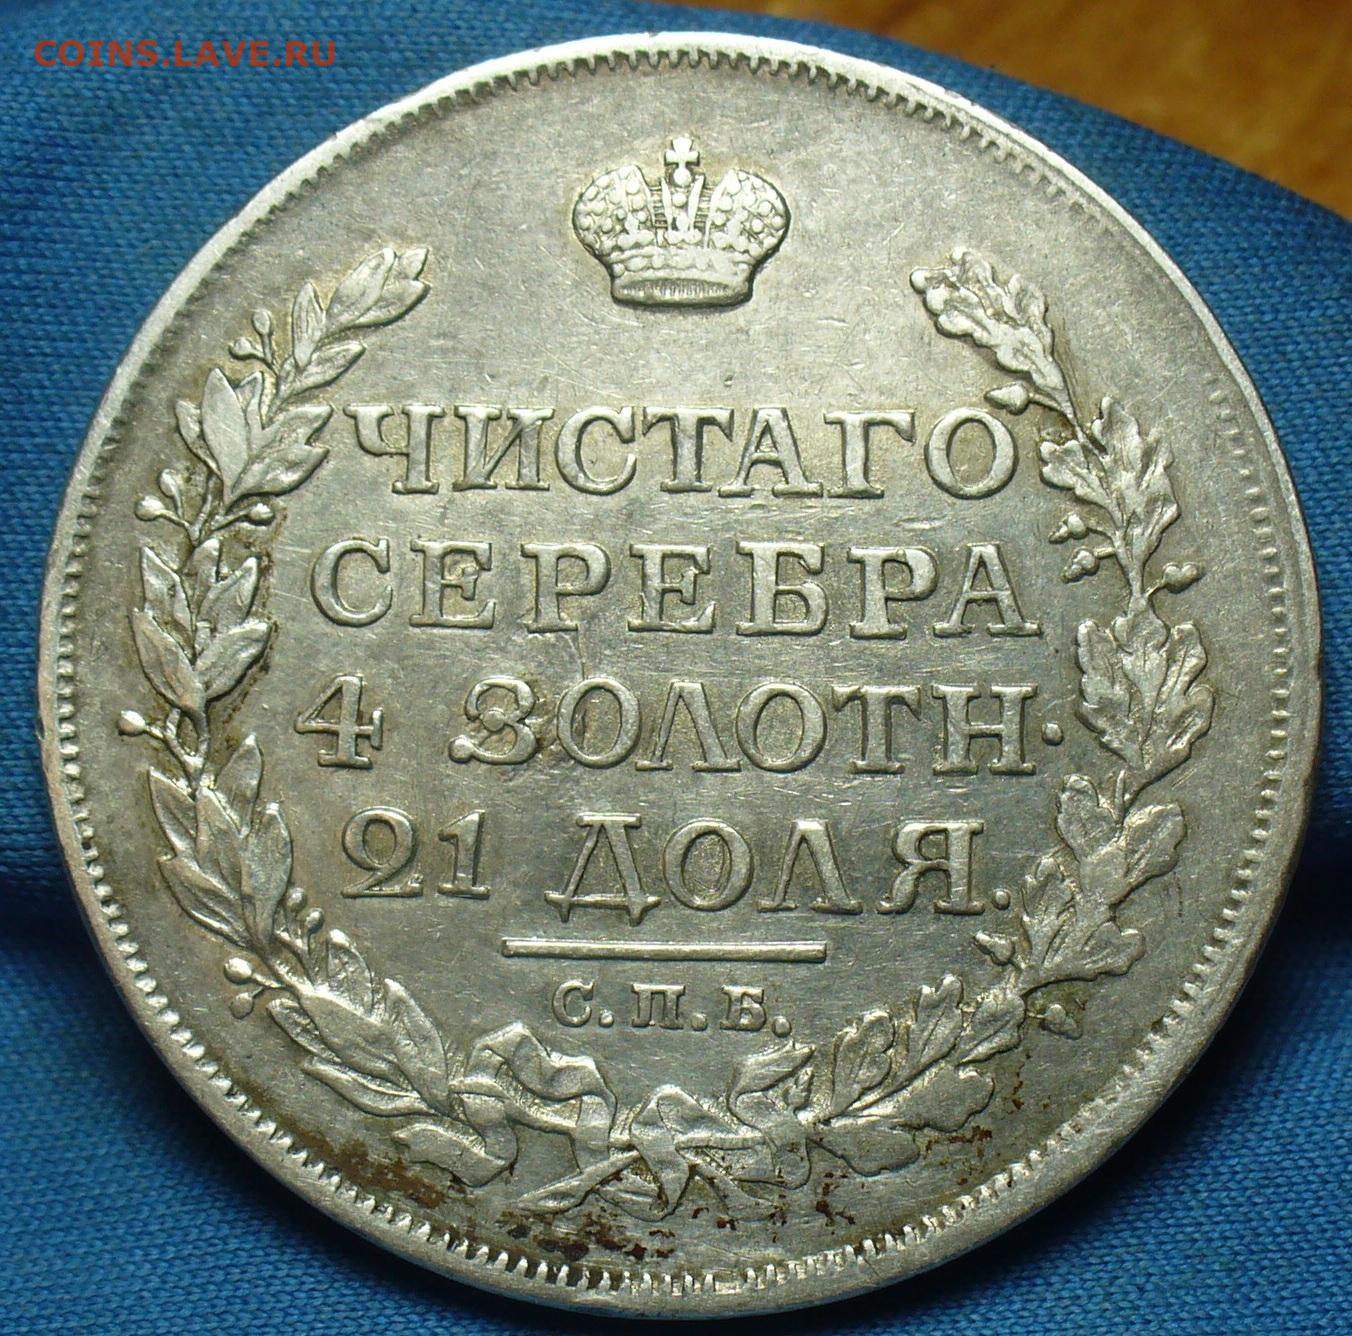 COINS.LAVE.RU
ЧИСТАГО
СЕРЕБРА
4 ЗОЛОТН.
21 ДОЛЯ.
С.П.Б.